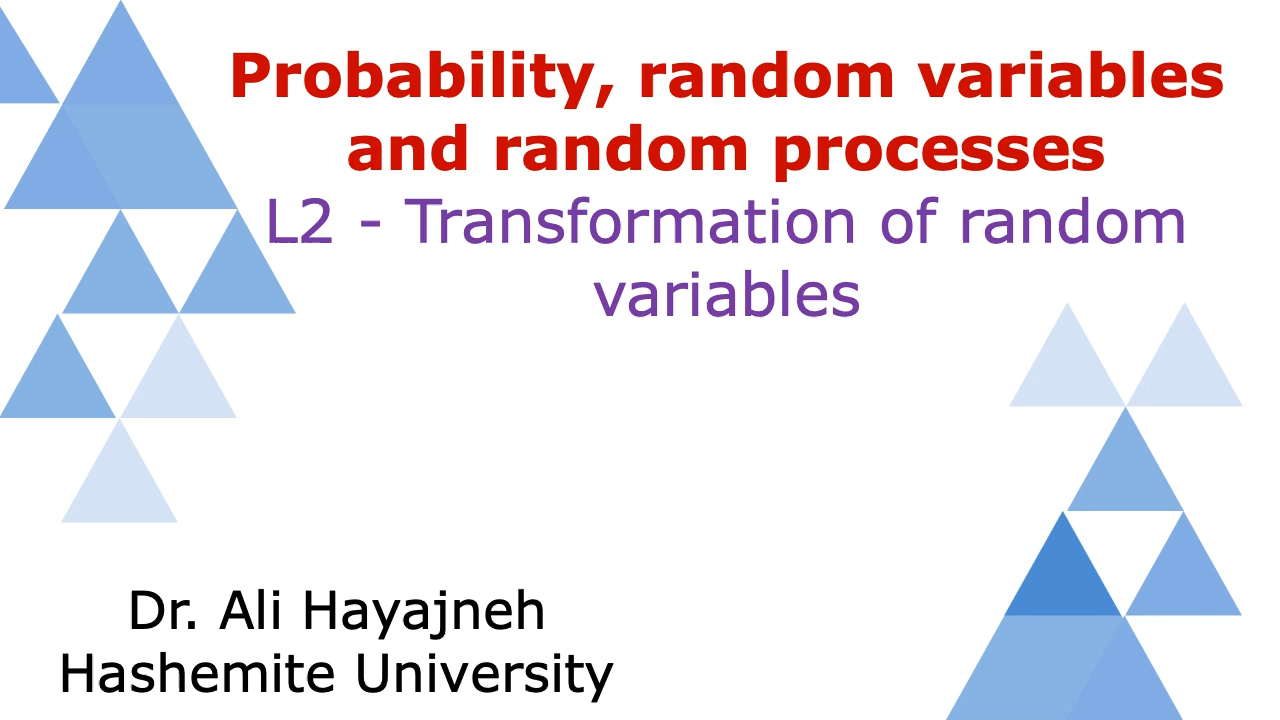 Probability, random variables
and random processes
L2 - Transformation of random
variables
Dr. Ali Hayajneh
Hashemite University